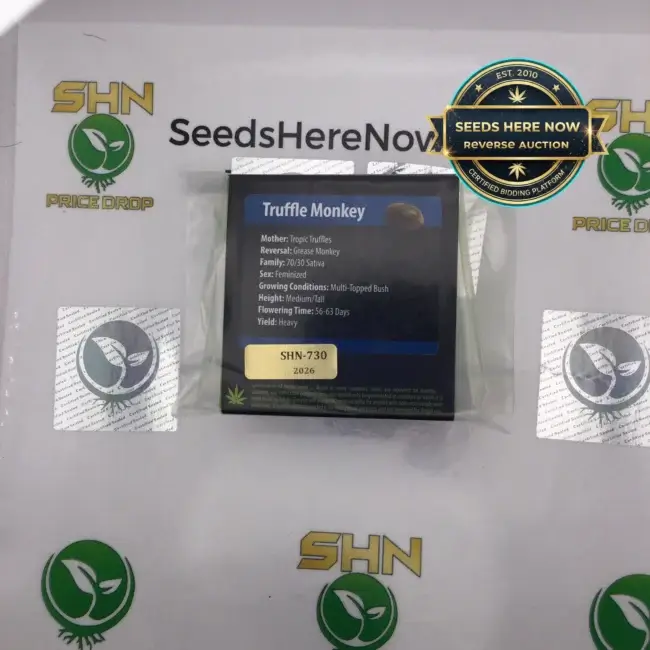 SHN
PRICE DROP
SeedsHereNow
EST. 2010
SEEDS HERE NOW
REVERSE AUCTION
CERTIFIED BIDDING PLATFORM
SHN
PRICE D
Truffle Monkey
Mother: Tropic Truffles
Reversal: Grease Monkey
Family: 70/30 Sativa
Sex: Feminized
Growing Conditions: Multi-Topped Bush
Height: Medium/Tall
Flowering Time: 56-63 Days
Yield: Heavy
SHN-730
2026
SHN